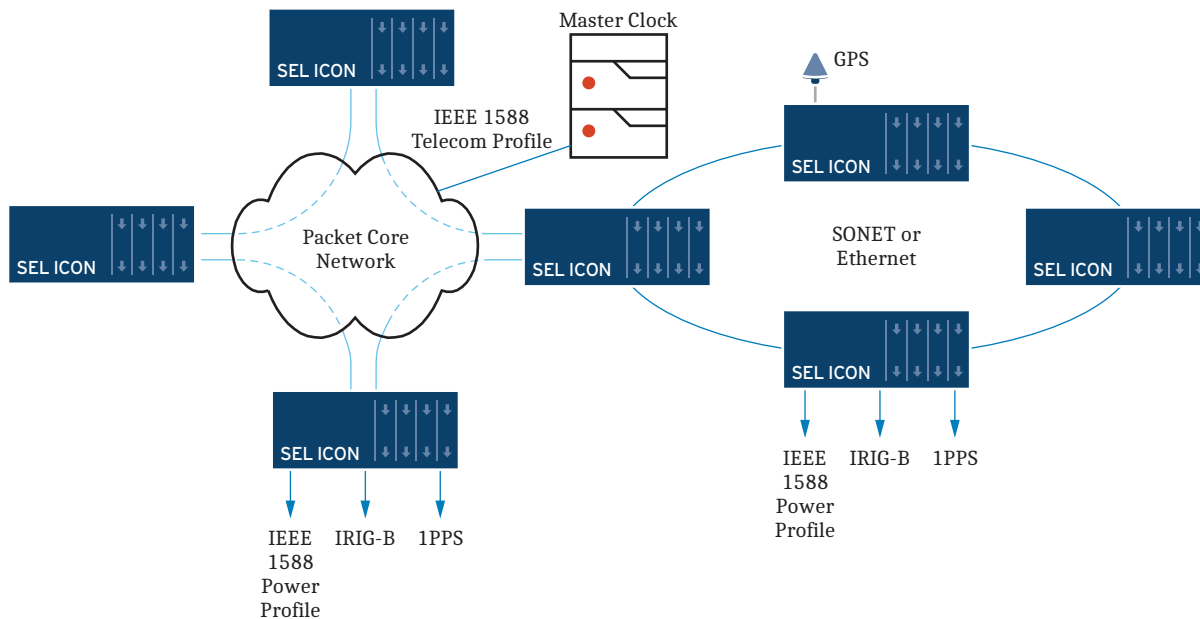 Master Clock
SEL ICON
GPS
IEEE 1588
Telecom Profile
SEL ICON
SEL ICON
Packet Core
Network
SEL ICON
SONET or
Ethernet
SEL ICON
SEL ICON
SEL ICON
IEEE
1588
Power
Profile
IRIG-B
1PPS
IEEE
1588
Power
Profile
IRIG-B
1PPS